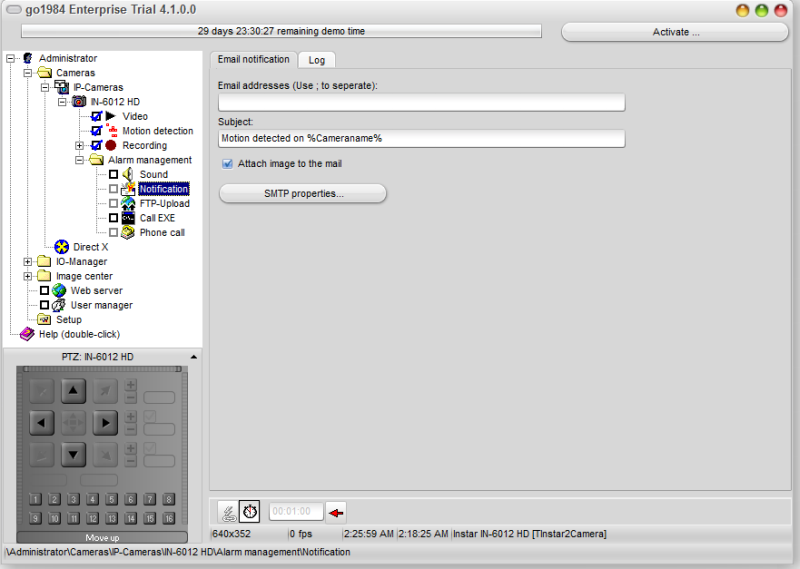 go1984 Enterprise Trial 4.1.0.0
29 days 23:30:27 remaining demo time
Activate ...
Administrator
Cameras
IP-Cameras
IN-6012 HD
Video
Motion detection
Recording
Alarm management
Sound
Notification
FTP-Upload
Call EXE
Phone call
Direct X
IO-Manager
Image center
Web server
User manager
Setup
Help (double-click)
Email notification
Log
Email addresses (Use ; to seperate):
Subject:
Motion detected on %Cameraname%
Attach image to the mail
SMTP properties...
PTZ: IN-6012 HD
1 2 3 4 5 6 7 8
9 10 11 12 13 14 15 16
Move up
00:01:00
640x352
0 fps
2:25:59 AM
2:18:25 AM
Instar IN-6012 HD [TInstar2Camera]
\Administrator\Cameras\IP-Cameras\IN-6012 HD\Alarm management\Notification